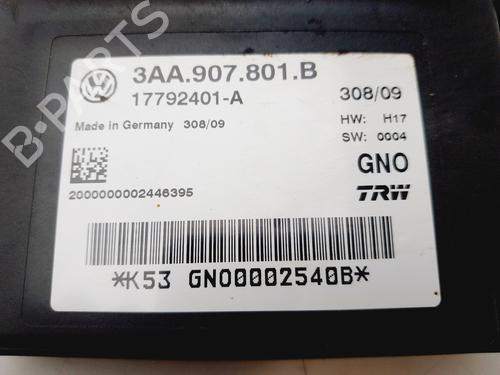 B-PARTS
3AA.907.801.B
17792401-A
308/09
Made in Germany 308/09
HW: H17
SW: 0004
GNO
2000000002446395
TRW
*K53 GNO00002540B*